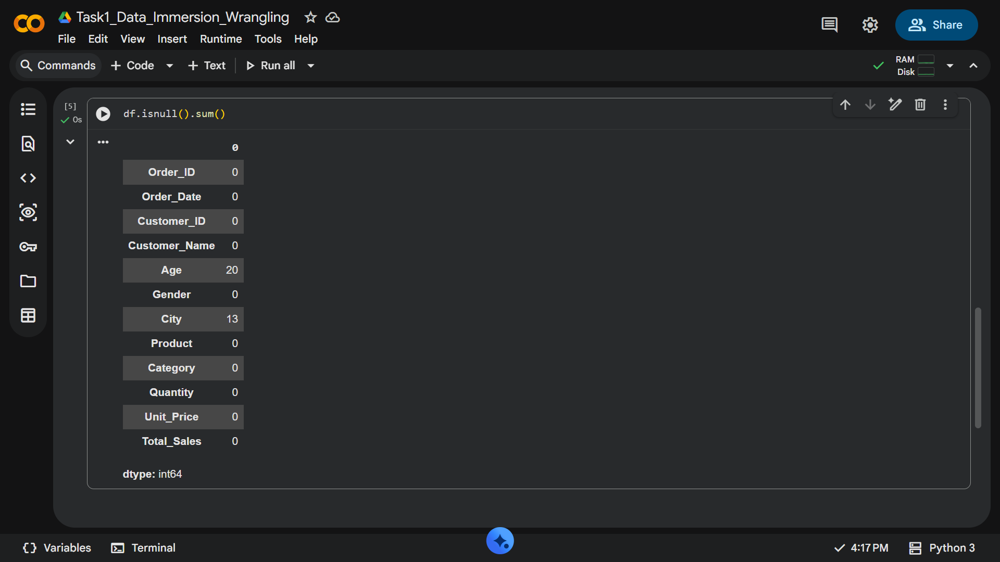 Task1_Data_Immersion_Wrangling
File Edit View Insert Runtime Tools Help
Share
Commands + Code + Text Run all
RAM
Disk
[5]
0s
df.isnull().sum()
0
Order_ID 0
Order_Date 0
Customer_ID 0
Customer_Name 0
Age 20
Gender 0
City 13
Product 0
Category 0
Quantity 0
Unit_Price 0
Total_Sales 0
dtype: int64
{} Variables Terminal
4:17 PM Python 3